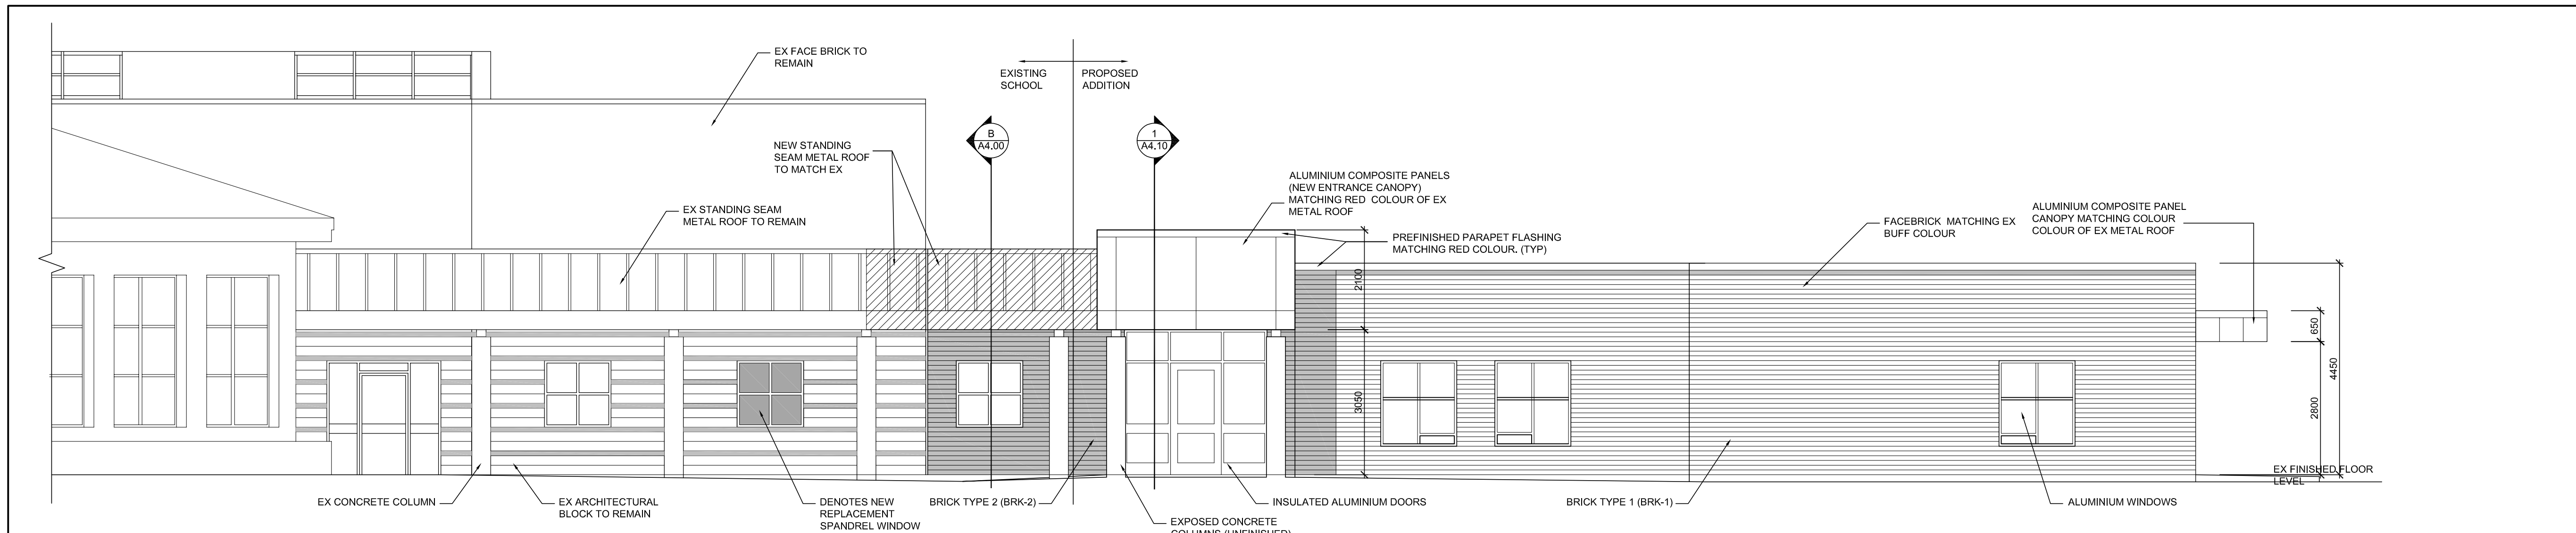 EX FACE BRICK TO
REMAIN
EXISTING
SCHOOL
PROPOSED
ADDITION
B
A4.00
1
A4.10
NEW STANDING
SEAM METAL ROOF
TO MATCH EX
EX STANDING SEAM
METAL ROOF TO REMAIN
ALUMINIUM COMPOSITE PANELS
(NEW ENTRANCE CANOPY)
MATCHING RED COLOUR OF EX
METAL ROOF
PREFINISHED PARAPET FLASHING
MATCHING RED COLOUR. (TYP)
FACEBRICK MATCHING EX
BUFF COLOUR
ALUMINIUM COMPOSITE PANEL
CANOPY MATCHING COLOUR
COLOUR OF EX METAL ROOF
2100
3050
650
4450
2800
EX FINISHED FLOOR
LEVEL
EX CONCRETE COLUMN
EX ARCHITECTURAL
BLOCK TO REMAIN
DENOTES NEW
REPLACEMENT
SPANDREL WINDOW
BRICK TYPE 2 (BRK-2)
EXPOSED CONCRETE
COLUMNS (UNFINISHED)
INSULATED ALUMINIUM DOORS
BRICK TYPE 1 (BRK-1)
ALUMINIUM WINDOWS